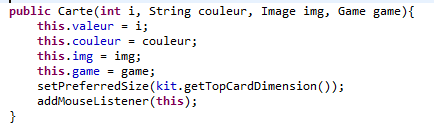 public Carte(int i, String couleur, Image img, Game game){
this.valeur = i;
this.couleur = couleur;
this.img = img;
this.game = game;
setPreferredSize(kit.getTopCardDimension());
addMouseListener(this);
}